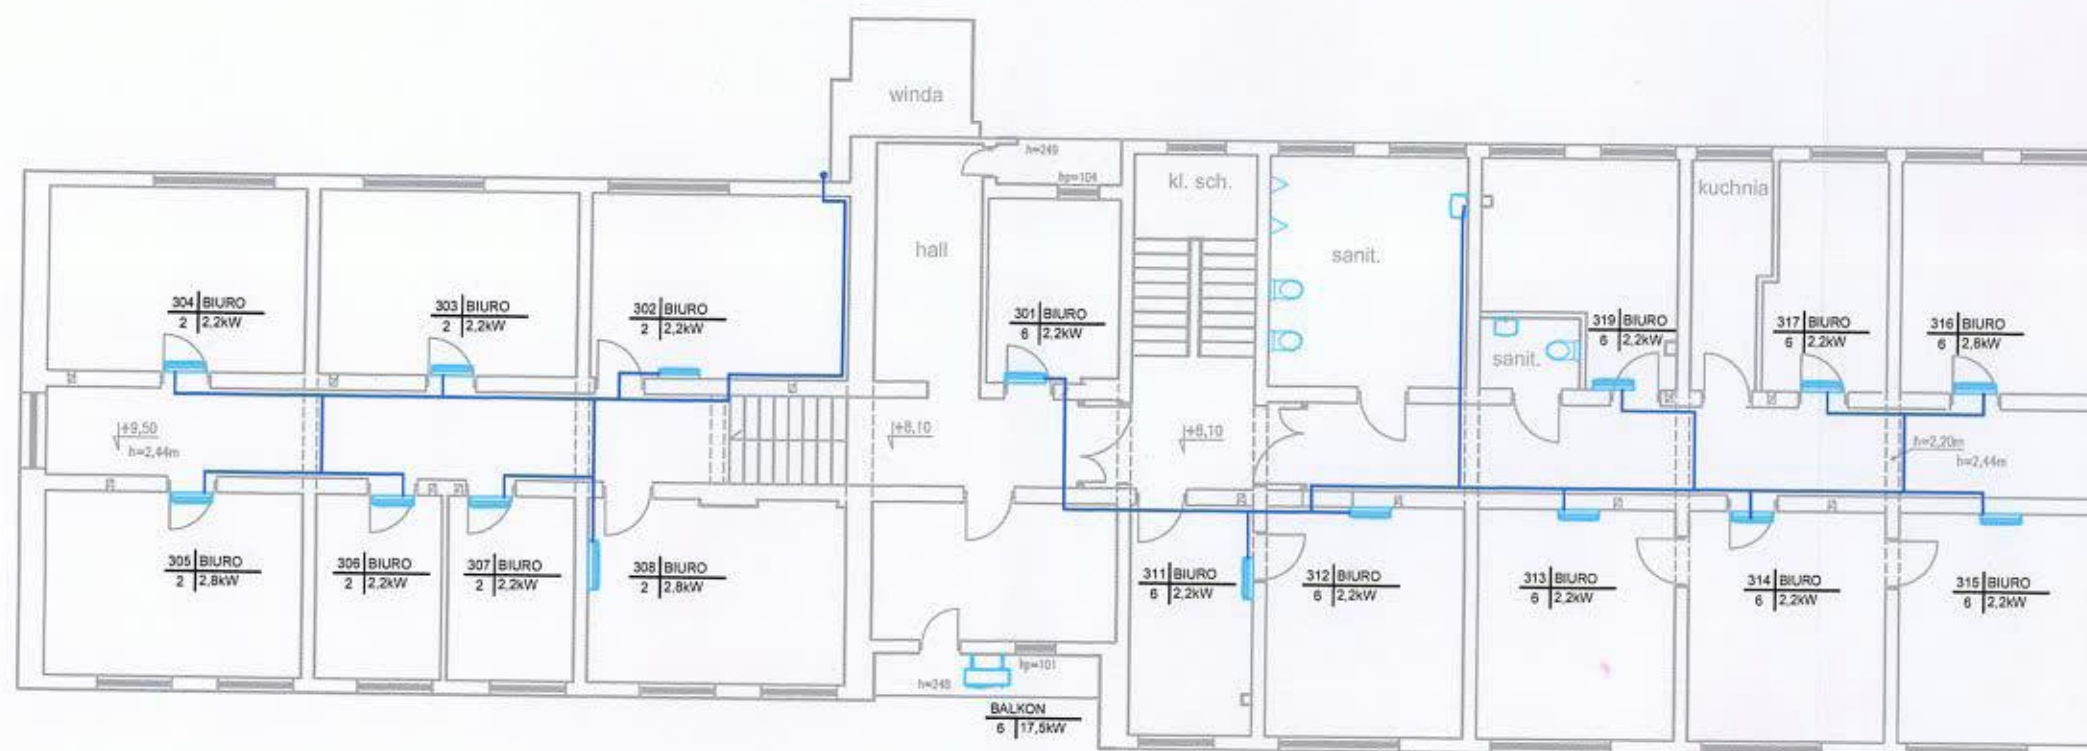 winda
h=249
bp=104
kl. sch.
kuchnia
hall
sanit.
304 BIURO
2 2,2kW
303 BIURO
2 2,2kW
302 BIURO
2 2,2kW
301 BIURO
6 2,2kW
319 BIURO
6 2,2kW
317 BIURO
6 2,2kW
316 BIURO
6 2,8kW
sanit.
+9,50
h=2,44m
+8,10
+8,10
h=2,20m
h=2,44m
305 BIURO
2 2,8kW
306 BIURO
2 2,2kW
307 BIURO
2 2,2kW
308 BIURO
2 2,8kW
311 BIURO
6 2,2kW
312 BIURO
6 2,2kW
313 BIURO
6 2,2kW
314 BIURO
6 2,2kW
315 BIURO
6 2,2kW
h=248
bp=101
BALKON
6 17,5kW